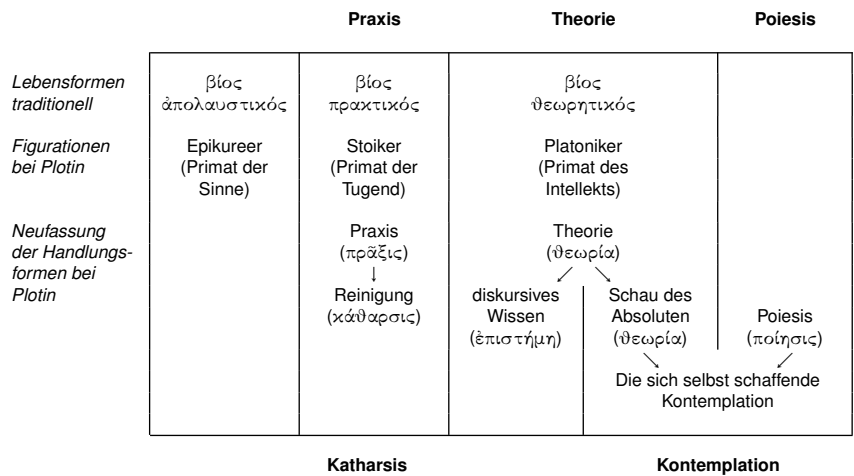 Praxis Theorie Poiesis
Lebensformen
traditionell
βίος
ἀπολαυστικός
βίος
πρακτικός
βίος
θεωρητικός
Figurationen
bei Plotin
Epikureer
(Primat der
Sinne)
Stoiker
(Primat der
Tugend)
Platoniker
(Primat des
Intellekts)
Neufassung
der Handlungs-
formen bei
Plotin
Praxis
(πρᾶξις)
↓
Reinigung
(κάθαρσις)
Theorie
(θεωρία)
↙ ↘
diskursives
Wissen
(ἐπιστήμη)
Schau des
Absoluten
(θεωρία)
Poiesis
(ποίησις)
↘ ↙
Die sich selbst schaffende
Kontemplation
Katharsis Kontemplation